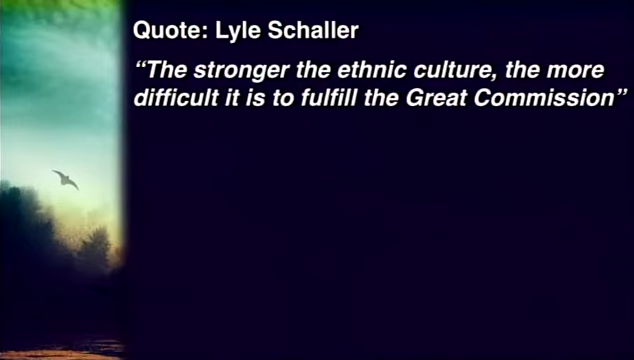 Quote: Lyle Schaller
“The stronger the ethnic culture, the more
difficult it is to fulfill the Great Commission”